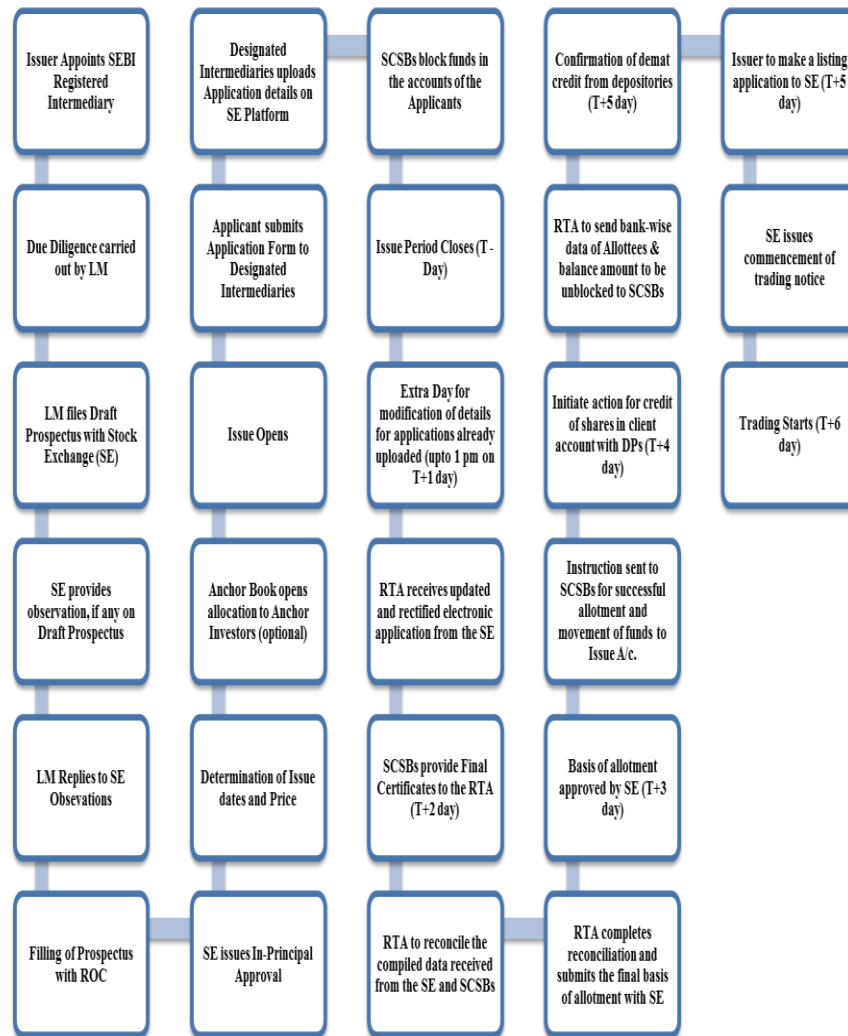 Issuer Appoints SEBI
Registered
Intermediary
Due Diligence carried
out by LM
LM files Draft
Prospectus with Stock
Exchange (SE)
SE provides
observation, if any on
Draft Prospectus
LM Replies to SE
Obsevations
Filling of Prospectus
with ROC
SE issues In-Principal
Approval
Determination of Issue
dates and Price
Anchor Book opens
allocation to Anchor
Investors (optional)
Issue Opens
Applicant submits
Application Form to
Designated
Intermediaries
Designated
Intermediaries uploads
Application details on
SE Platform
SCSBs block funds in
the accounts of the
Applicants
Issue Period Closes (T -
Day)
Extra Day for
modification of details
for applications already
uploaded (upto 1 pm on
T+1 day)
RTA receives updated
and rectified electronic
application from the SE
SCSBs provide Final
Certificates to the RTA
(T+2 day)
RTA to reconcile the
compiled data received
from the SE and SCSBs
RTA completes
reconciliation and
submits the final basis
of allotment with SE
Basis of allotment
approved by SE (T+3
day)
Instruction sent to
SCSBs for successful
allotment and
movement of funds to
Issue A/c.
Initiate action for credit
of shares in client
account with DPs (T+4
day)
RTA to send bank-wise
data of Allottees &
balance amount to be
unblocked to SCSBs
Confirmation of demat
credit from depositories
(T+5 day)
Issuer to make a listing
application to SE (T+5
day)
SE issues
commencement of
trading notice
Trading Starts (T+6
day)